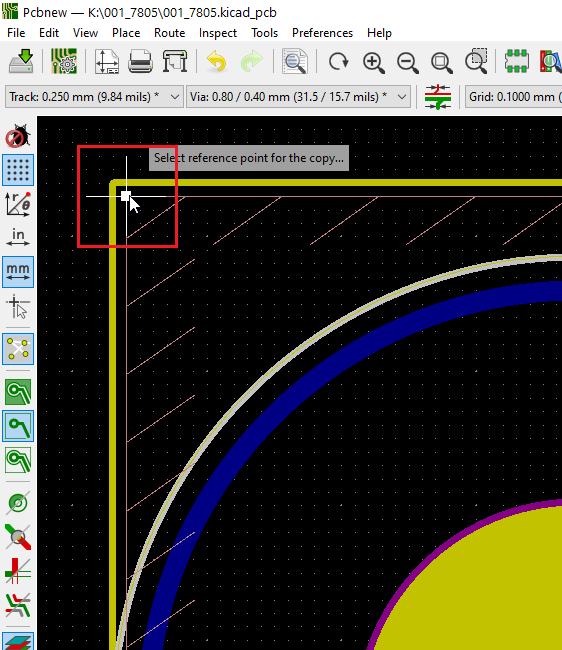 Pcbnew — K:\001_7805\001_7805.kicad_pcb
File Edit View Place Route Inspect Tools Preferences Help
Track: 0.250 mm (9.84 mils) * Via: 0.80 / 0.40 mm (31.5 / 15.7 mils) * Grid: 0.1000 mm (
Select reference point for the copy...
r
θ
in
mm